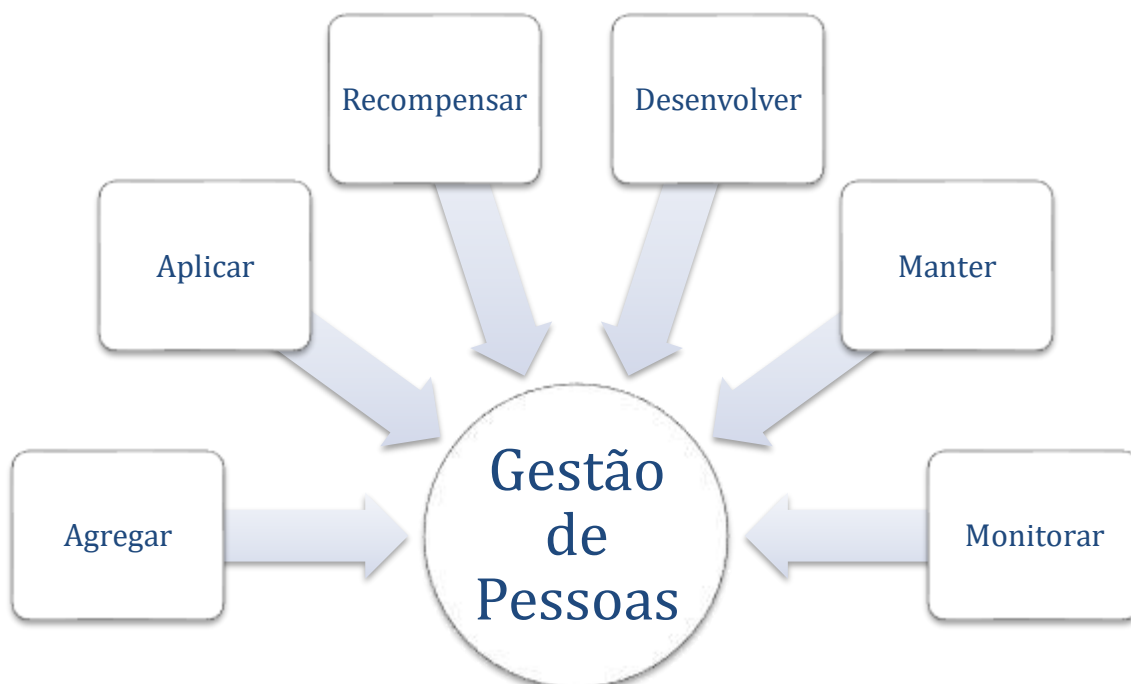 Recompensar
Desenvolver
Aplicar
Manter
Agregar
Gestão
de
Pessoas
Monitorar